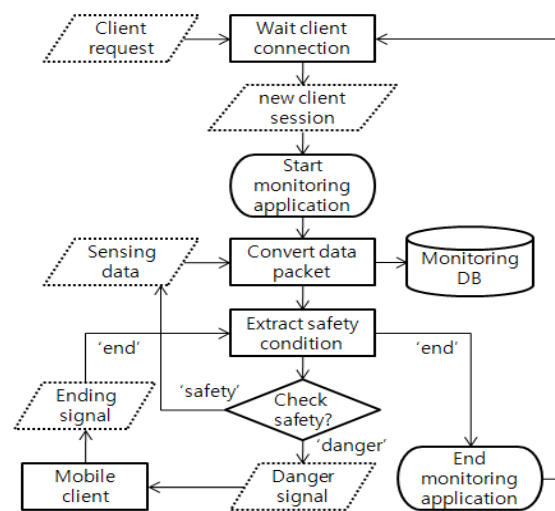 Client
request
Wait client
connection
new client
session
Start
monitoring
application
Sensing
data
Convert data
packet
Monitoring
DB
Extract safety
condition
'end'
'end'
'safety'
Check
safety?
Ending
signal
'danger'
Mobile
client
Danger
signal
End
monitoring
application